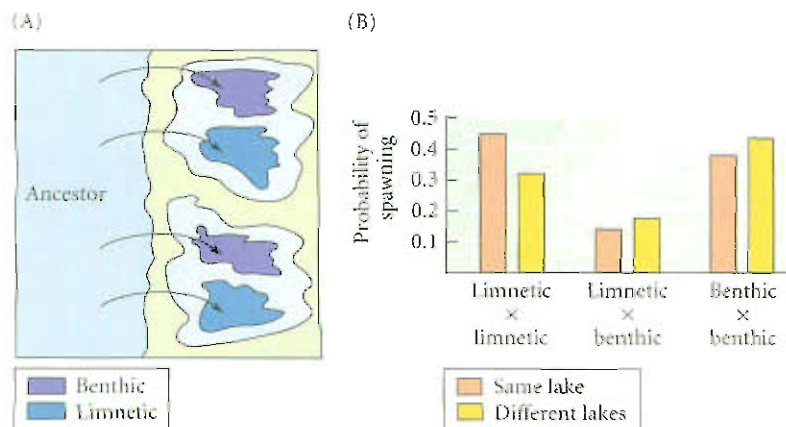 (A)
Ancestor
Benthic
Limnetic
(B)
Probability of
spawning
0.5
0.4
0.3
0.2
0.1
Limnetic
×
limnetic
Limnetic
×
benthic
Benthic
×
benthic
Same lake
Different lakes